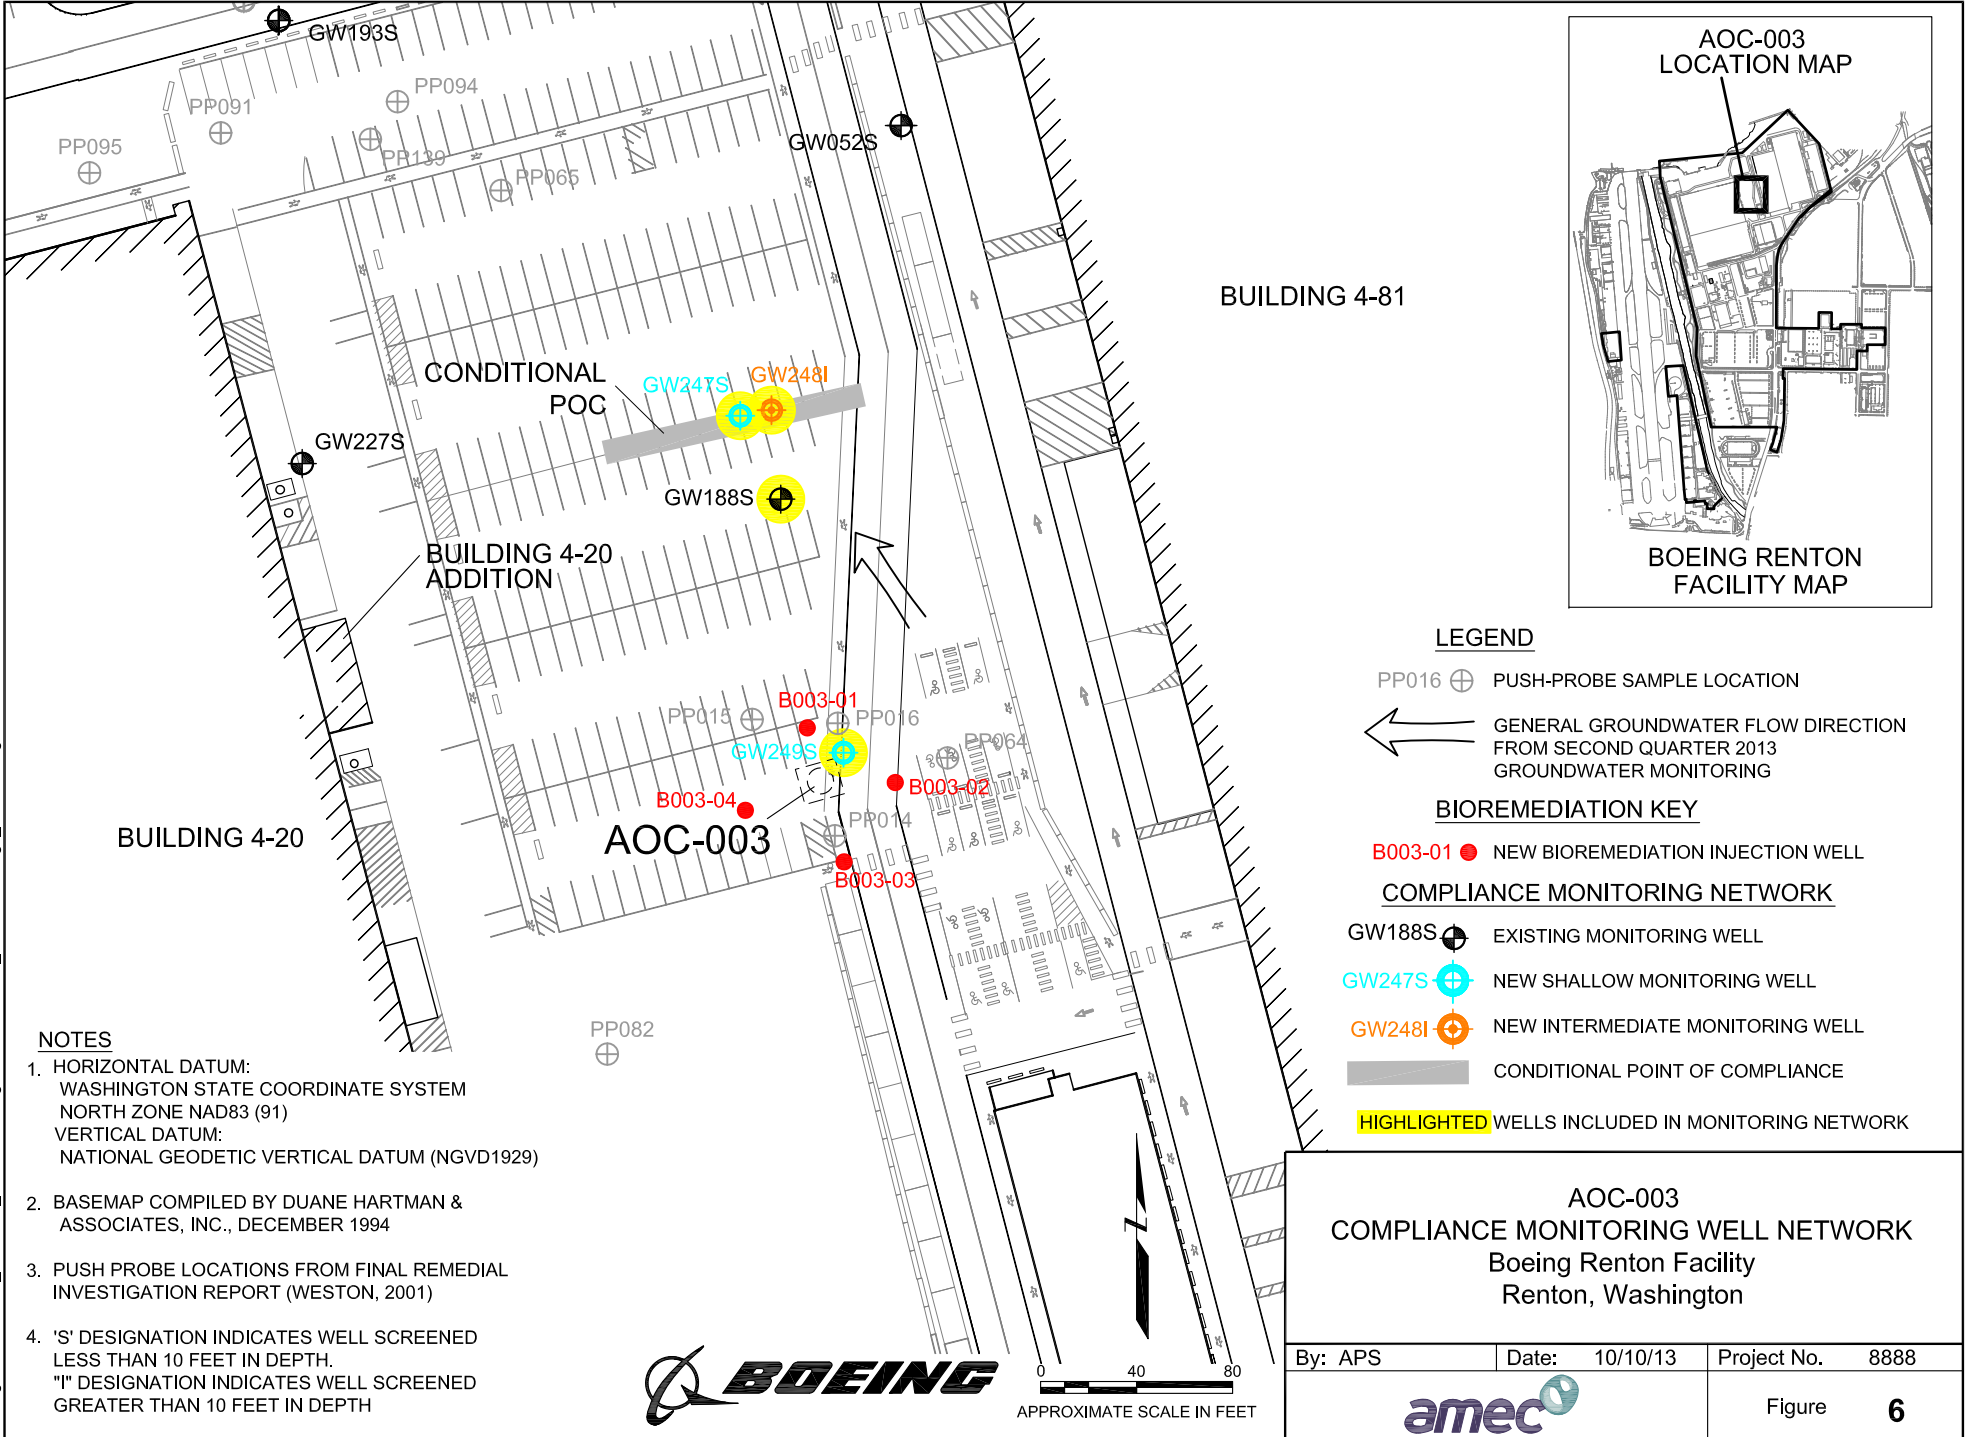 GW193S
PP094
PP091
PP095
PP139
PP065
GW052S
AOC-003
LOCATION MAP
BOEING RENTON
FACILITY MAP
BUILDING 4-81
CONDITIONAL
POC
GW247S
GW248I
GW227S
GW188S
BUILDING 4-20
ADDITION
B003-01
PP015
PP016
GW249S
PP064
B003-02
B003-04
AOC-003
PP014
B003-03
BUILDING 4-20
PP082
LEGEND
PP016 PUSH-PROBE SAMPLE LOCATION
GENERAL GROUNDWATER FLOW DIRECTION
FROM SECOND QUARTER 2013
GROUNDWATER MONITORING
BIOREMEDIATION KEY
B003-01 NEW BIOREMEDIATION INJECTION WELL
COMPLIANCE MONITORING NETWORK
GW188S EXISTING MONITORING WELL
GW247S NEW SHALLOW MONITORING WELL
GW248I NEW INTERMEDIATE MONITORING WELL
CONDITIONAL POINT OF COMPLIANCE
HIGHLIGHTED WELLS INCLUDED IN MONITORING NETWORK
NOTES
1. HORIZONTAL DATUM:
WASHINGTON STATE COORDINATE SYSTEM
NORTH ZONE NAD83 (91)
VERTICAL DATUM:
NATIONAL GEODETIC VERTICAL DATUM (NGVD1929)
2. BASEMAP COMPILED BY DUANE HARTMAN &
ASSOCIATES, INC., DECEMBER 1994
3. PUSH PROBE LOCATIONS FROM FINAL REMEDIAL
INVESTIGATION REPORT (WESTON, 2001)
4. 'S' DESIGNATION INDICATES WELL SCREENED
LESS THAN 10 FEET IN DEPTH.
"I" DESIGNATION INDICATES WELL SCREENED
GREATER THAN 10 FEET IN DEPTH
BOEING
N
0 40 80
APPROXIMATE SCALE IN FEET
AOC-003
COMPLIANCE MONITORING WELL NETWORK
Boeing Renton Facility
Renton, Washington
By: APS Date: 10/10/13 Project No. 8888
amec
Figure 6